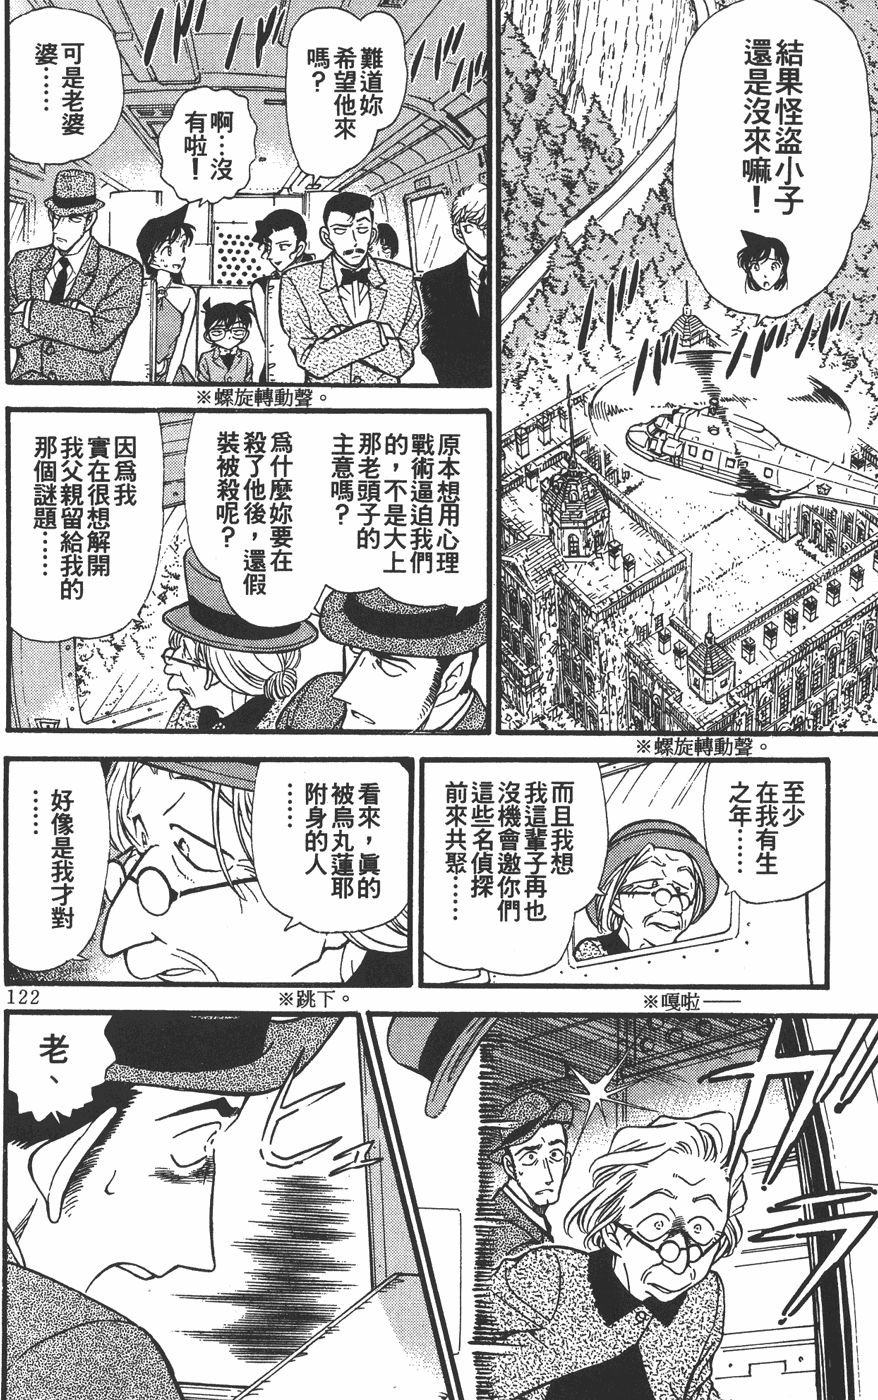 結果怪盜小子
還是沒來嘛!
※螺旋轉動聲。
難道妳
希望他來
嗎?
啊…沒
有啦!
可是老婆
婆……
※螺旋轉動聲。
原本想用心理
戰術逼迫我們
的,不是大上
那老頭子的
主意嗎?
為什麼妳要在
殺了他後,還假
裝被殺呢?
因為我
實在很想解開
我父親留給我的
那個謎題……
至少
在我有生
之年……
而且我想
我這輩子再也
沒機會邀你們
這些名偵探
前來共聚……
※嘎啦——
看來,真的
被烏丸蓮耶
附身的人
……
好像是我才對
……
※跳下。
122
ガラ
老、